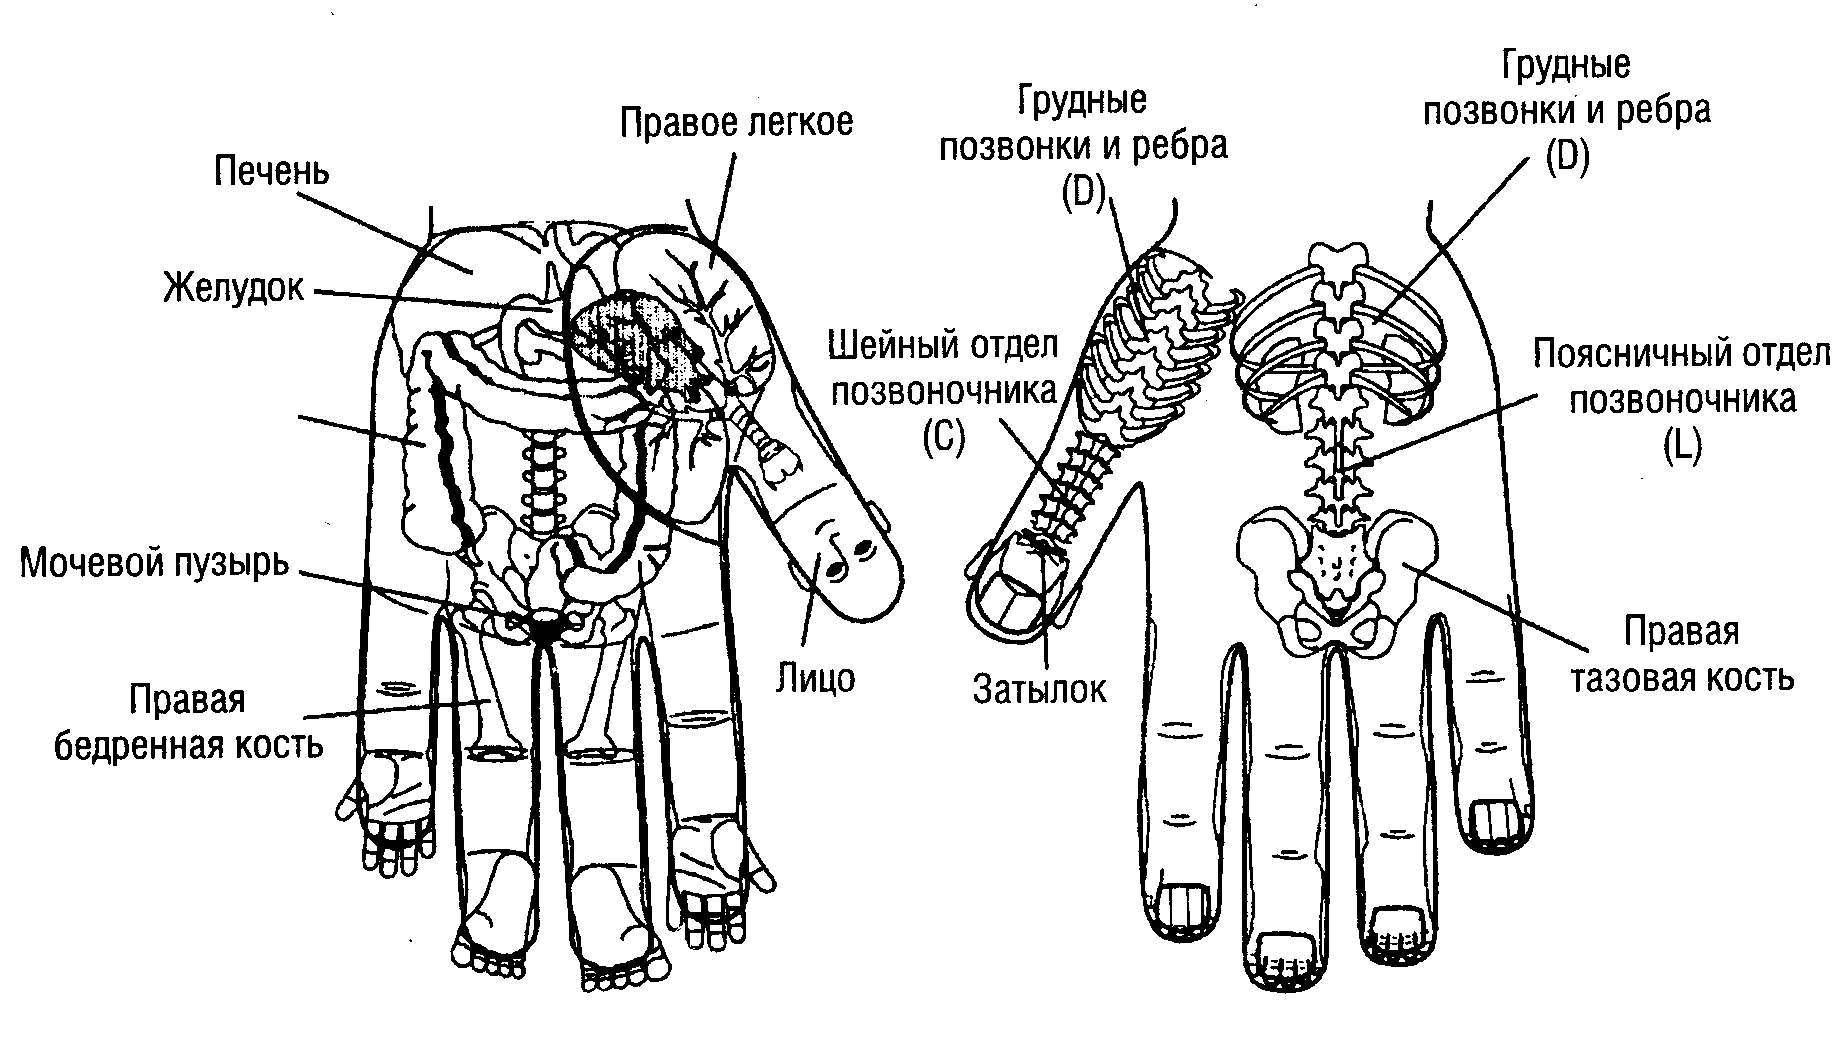 Печень
Правое легкое
Желудок
Мочевой пузырь
Правая
бедренная кость
Лицо
Грудные
позвонки и ребра
(D)
Шейный отдел
позвоночника
(C)
Затылок
Грудные
позвонки и ребра
(D)
Поясничный отдел
позвоночника
(L)
Правая
тазовая кость